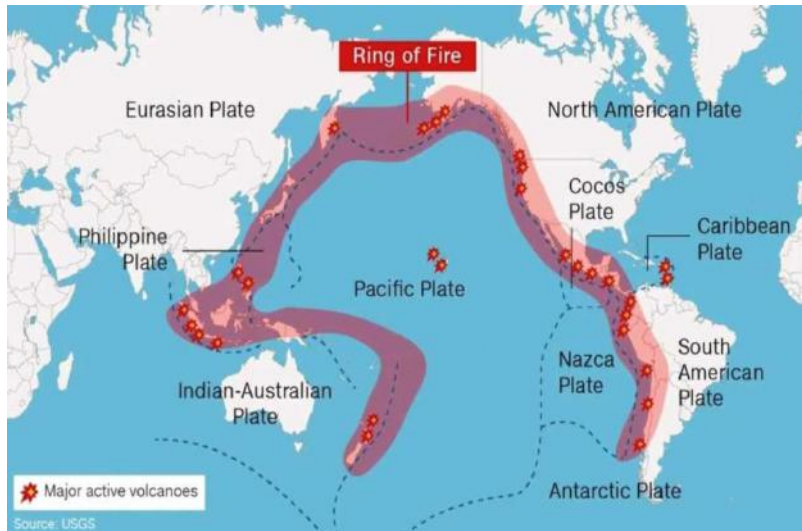 Ring of Fire
Eurasian Plate
North American Plate
Cocos
Plate
Caribbean
Plate
Philippine
Plate
Pacific Plate
Nazca
Plate
South
American
Plate
Indian-Australian
Plate
Antarctic Plate
Major active volcanoes
Source: USGS